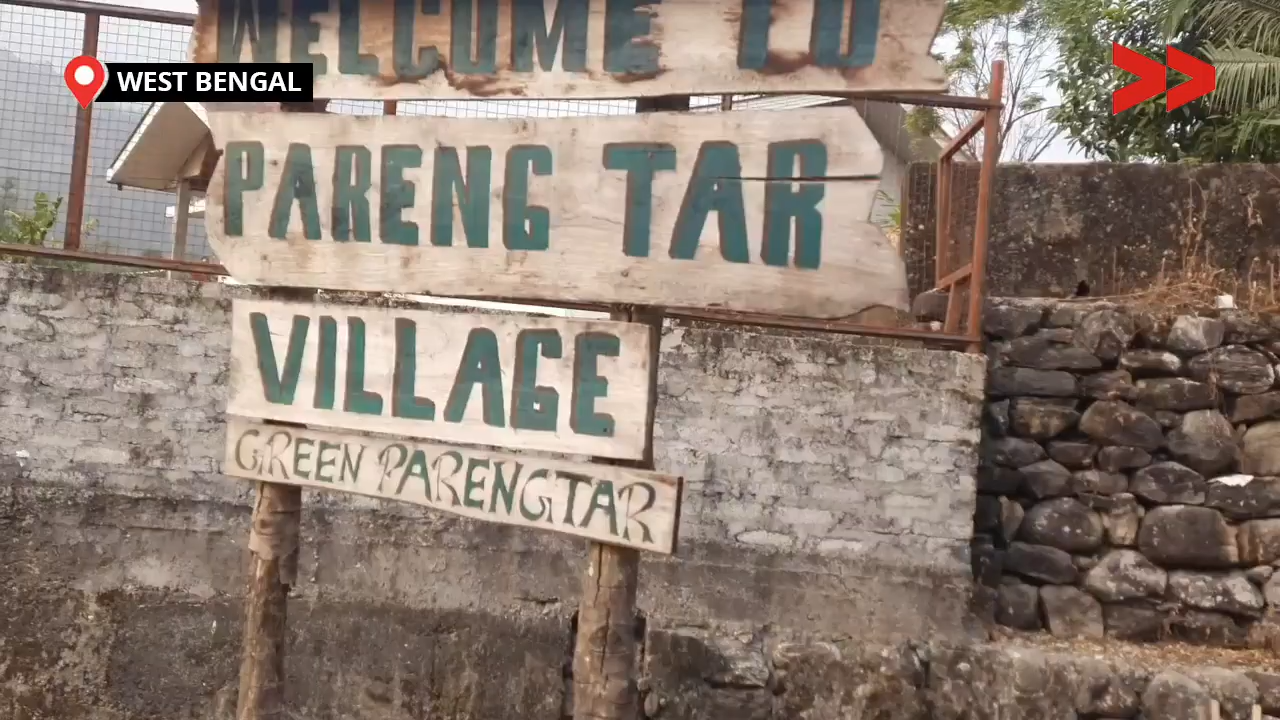 WEST BENGAL
WELCOME TO
PARENG TAR
VILLAGE
GREEN PARENGTAR